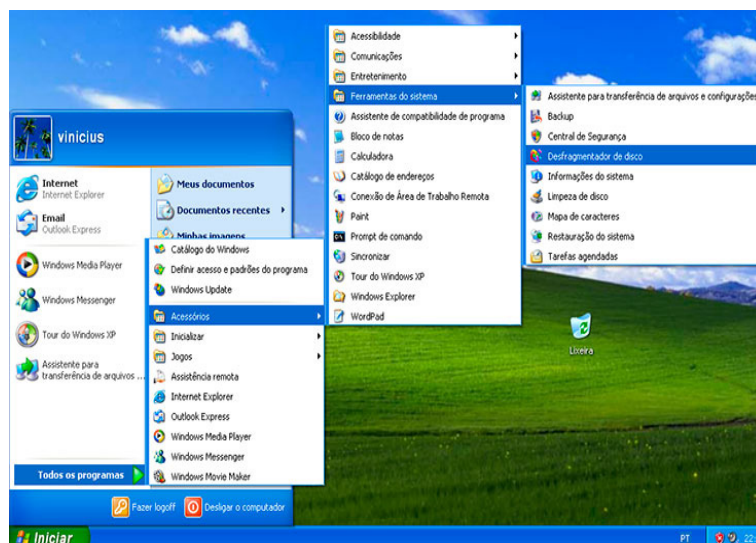 vinicius
Internet
Internet Explorer
Email
Outlook Express
Windows Media Player
Windows Messenger
Tour do Windows XP
Assistente para
transferência de arquivos ...
Todos os programas
Meus documentos
Documentos recentes
Minhas imagens
Catálogo do Windows
Definir acesso e padrões do programa
Windows Update
Acessórios
Inicializar
Jogos
Assistência remota
Internet Explorer
Outlook Express
Windows Media Player
Windows Messenger
Windows Movie Maker
Acessibilidade
Comunicações
Entretenimento
Ferramentas do sistema
Assistente de compatibilidade de programa
Bloco de notas
Calculadora
Catálogo de endereços
Conexão de Área de Trabalho Remota
Paint
Prompt de comando
Sincronizar
Tour do Windows XP
Windows Explorer
WordPad
Assistente para transferência de arquivos e configurações
Backup
Central de Segurança
Desfragmentador de disco
Informações do sistema
Limpeza de disco
Mapa de caracteres
Restauração do sistema
Tarefas agendadas
Lixeira
Fazer logoff
Desligar o computador
Iniciar
PT